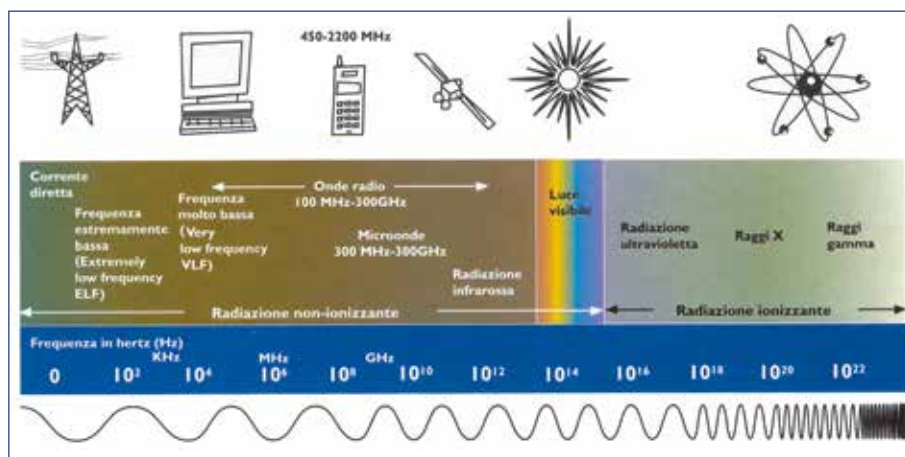 450-2200 MHz
Corrente
diretta
Frequenza
estremamente
bassa
(Extremely
low frequency
ELF)
Frequenza
molto bassa
(Very
low frequency
VLF)
Onde radio
100 MHz-300GHz
Microonde
300 MHz-300GHz
Radiazione
infrarossa
Luce
visibile
Radiazione
ultravioletta
Raggi X
Raggi
gamma
Radiazione non-ionizzante
Radiazione ionizzante
Frequenza in hertz (Hz)
KHz MHz GHz
0 10² 10⁴ 10⁶ 10⁸ 10¹⁰ 10¹² 10¹⁴ 10¹⁶ 10¹⁸ 10²⁰ 10²²